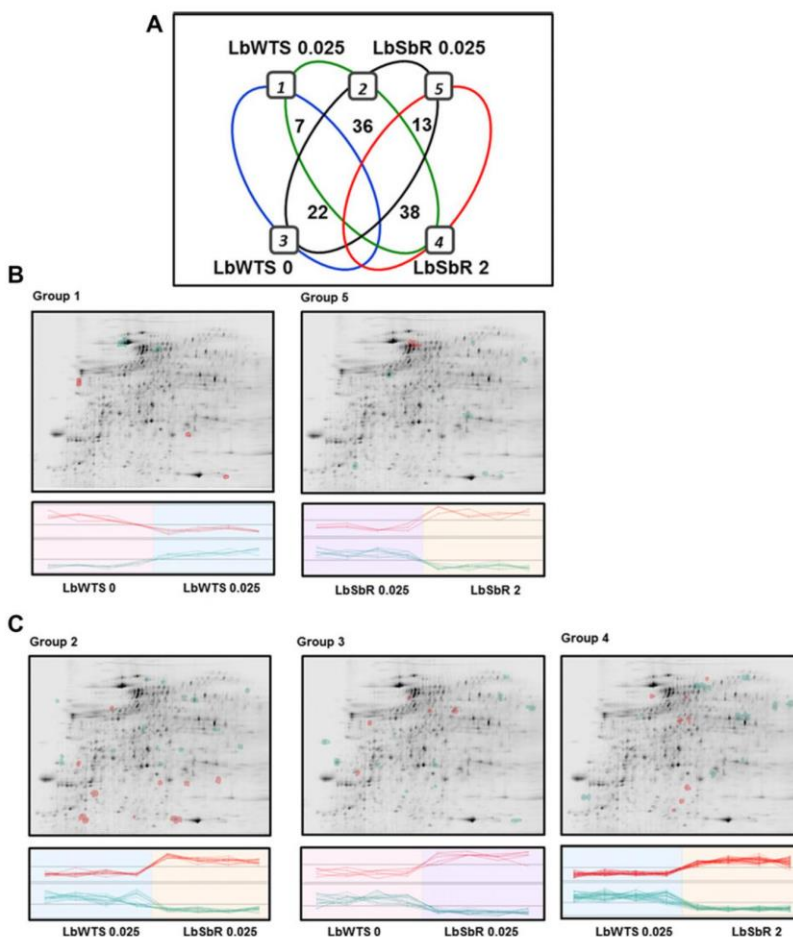 A
LbWTS 0.025 LbSbR 0.025
1 2 5
7 36 13
22 38
3 4
LbWTS 0 LbSbR 2
B
Group 1 Group 5
LbWTS 0 LbWTS 0.025 LbSbR 0.025 LbSbR 2
C
Group 2 Group 3 Group 4
LbWTS 0.025 LbSbR 0.025 LbWTS 0 LbSbR 0.025 LbWTS 0.025 LbSbR 2